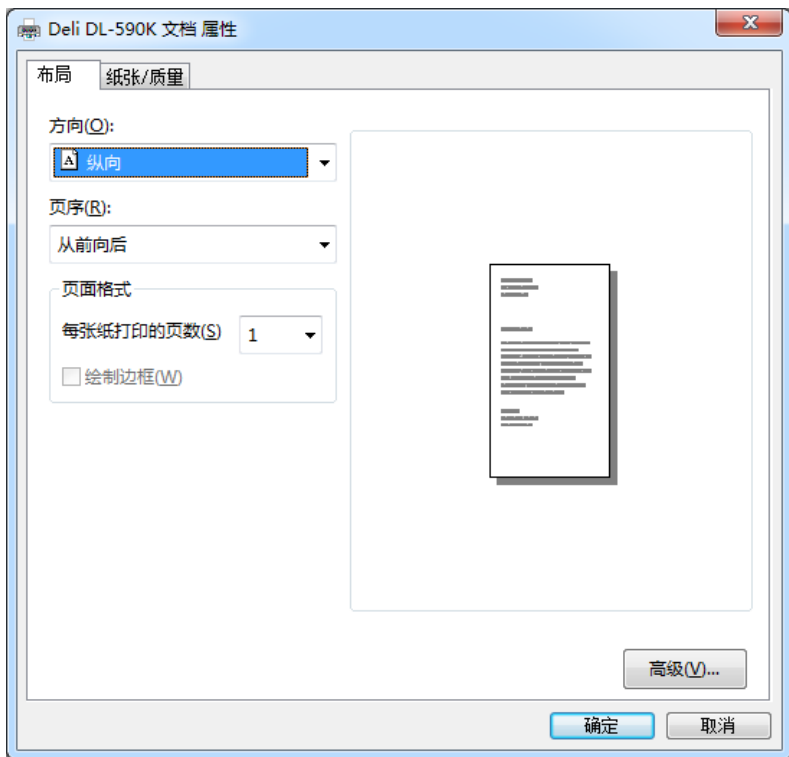 Deli DL-590K 文档 属性
布局
纸张/质量
方向(O):
纵向
页序(R):
从前向后
页面格式
每张纸打印的页数(S)
1
绘制边框(W)
高级(V)...
确定
取消